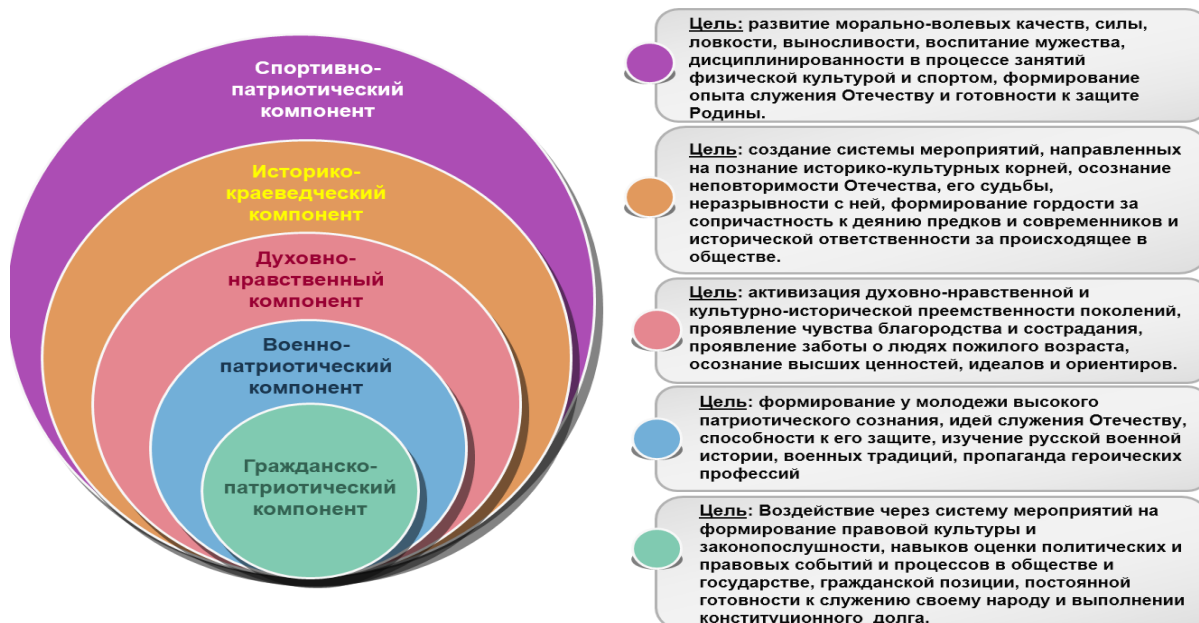 Спортивно-
патриотический
компонент
Историко-
краеведческий
компонент
Духовно-
нравственный
компонент
Военно-
патриотический
компонент
Гражданско-
патриотический
компонент
Цель: развитие морально-волевых качеств, силы,
ловкости, выносливости, воспитание мужества,
дисциплинированности в процессе занятий
физической культурой и спортом, формирование
опыта служения Отечеству и готовности к защите
Родины.
Цель: создание системы мероприятий, направленных
на познание историко-культурных корней, осознание
неповторимости Отечества, его судьбы,
неразрывности с ней, формирование гордости за
сопричастность к деянию предков и современников и
исторической ответственности за происходящее в
обществе.
Цель: активизация духовно-нравственной и
культурно-исторической преемственности поколений,
проявление чувства благородства и сострадания,
проявление заботы о людях пожилого возраста,
осознание высших ценностей, идеалов и ориентиров.
Цель: формирование у молодежи высокого
патриотического сознания, идей служения Отечеству,
способности к его защите, изучение русской военной
истории, военных традиций, пропаганда героических
профессий
Цель: Воздействие через систему мероприятий на
формирование правовой культуры и
законопослушности, навыков оценки политических и
правовых событий и процессов в обществе и
государстве, гражданской позиции, постоянной
готовности к служению своему народу и выполнении
конституционного долга.